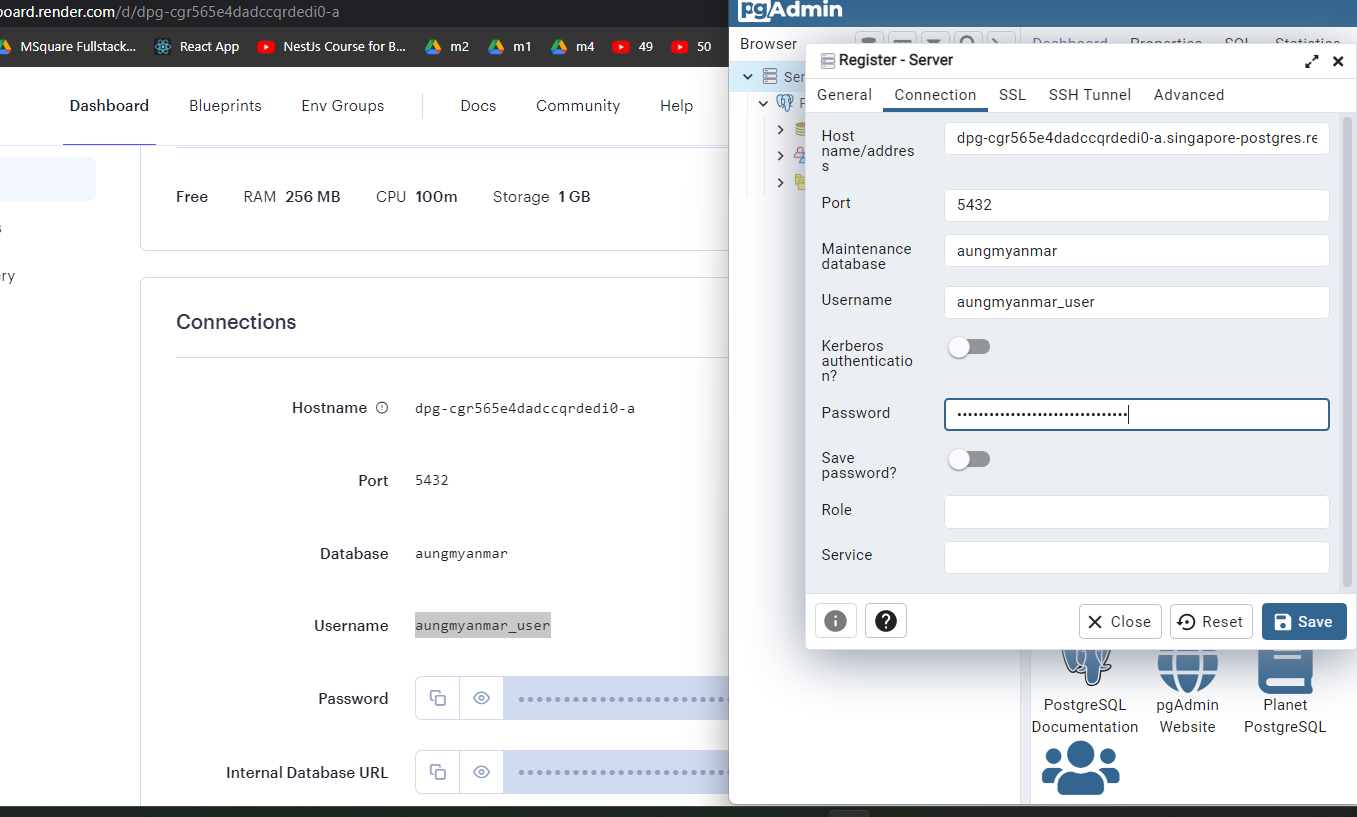 board.render.com/d/dpg-cgr565e4dadccqrdedi0-a
MSquare Fullstack...
React App
NestJs Course for B...
m2
m1
m4
49
50
Dashboard
Blueprints
Env Groups
Docs
Community
Help
ry
Free
RAM 256 MB
CPU 100m
Storage 1 GB
Connections
Hostname
dpg-cgr565e4dadccqrdedi0-a
Port
5432
Database
aungmyanmar
Username
aungmyanmar_user
Password
Internal Database URL
pgAdmin
Browser
Dashboard
Properties
SQL
Statistics
Ser
Register - Server
General
Connection
SSL
SSH Tunnel
Advanced
Host
name/addres
s
dpg-cgr565e4dadccqrdedi0-a.singapore-postgres.re
Port
5432
Maintenance
database
aungmyanmar
Username
aungmyanmar_user
Kerberos
authenticatio
n?
Password
Save
password?
Role
Service
Close
Reset
Save
PostgreSQL
Documentation
pgAdmin
Website
Planet
PostgreSQL